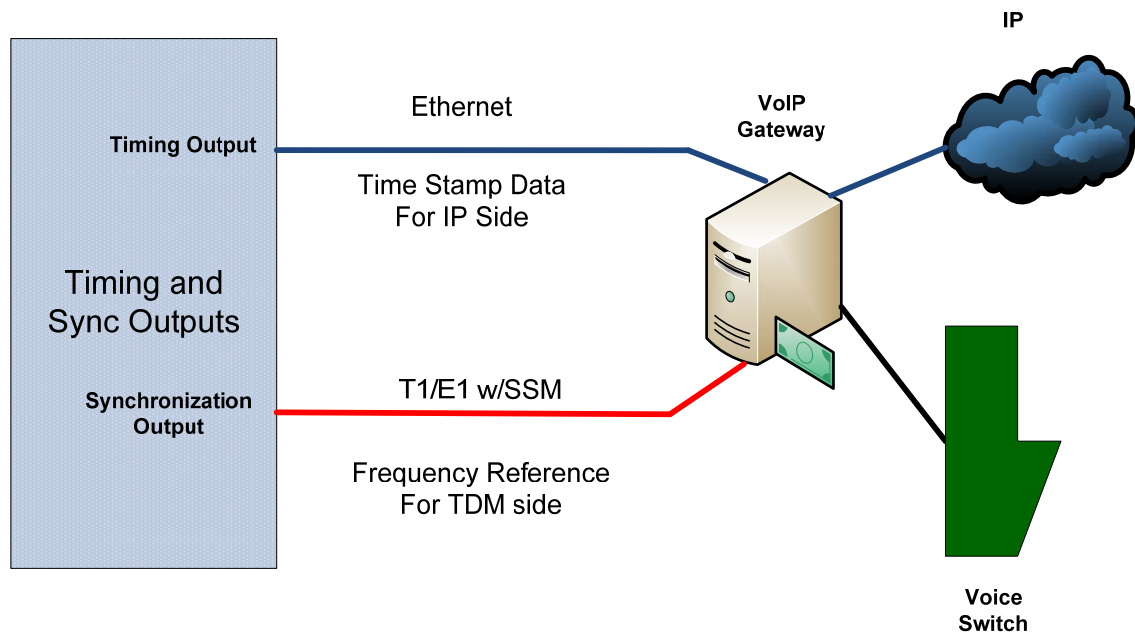 IP
VoIP
Gateway
Ethernet
Timing Output
Time Stamp Data
For IP Side
Timing and
Sync Outputs
T1/E1 w/SSM
Synchronization
Output
Frequency Reference
For TDM side
Voice
Switch